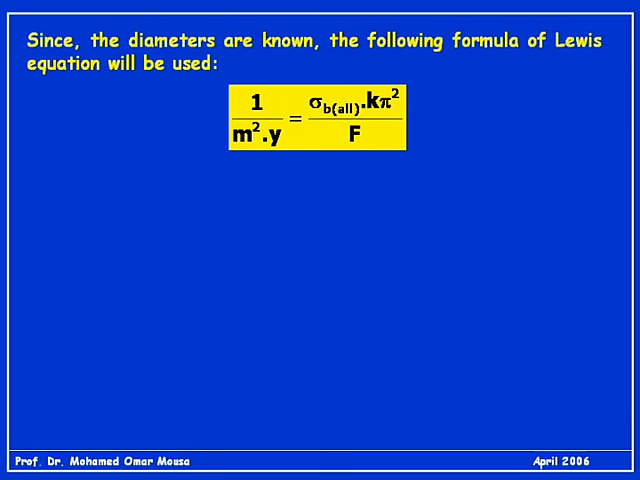 Since, the diameters are known, the following formula of Lewis
equation will be used:
1/(m².y) = (σb(all).kπ²)/F
Prof. Dr. Mohamed Omar Mousa
April 2006